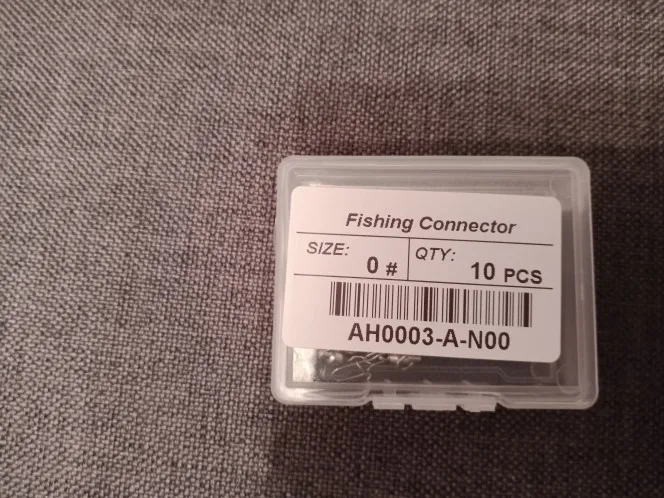 Fishing Connector
SIZE: 0 # QTY: 10 PCS
AH0003-A-N00